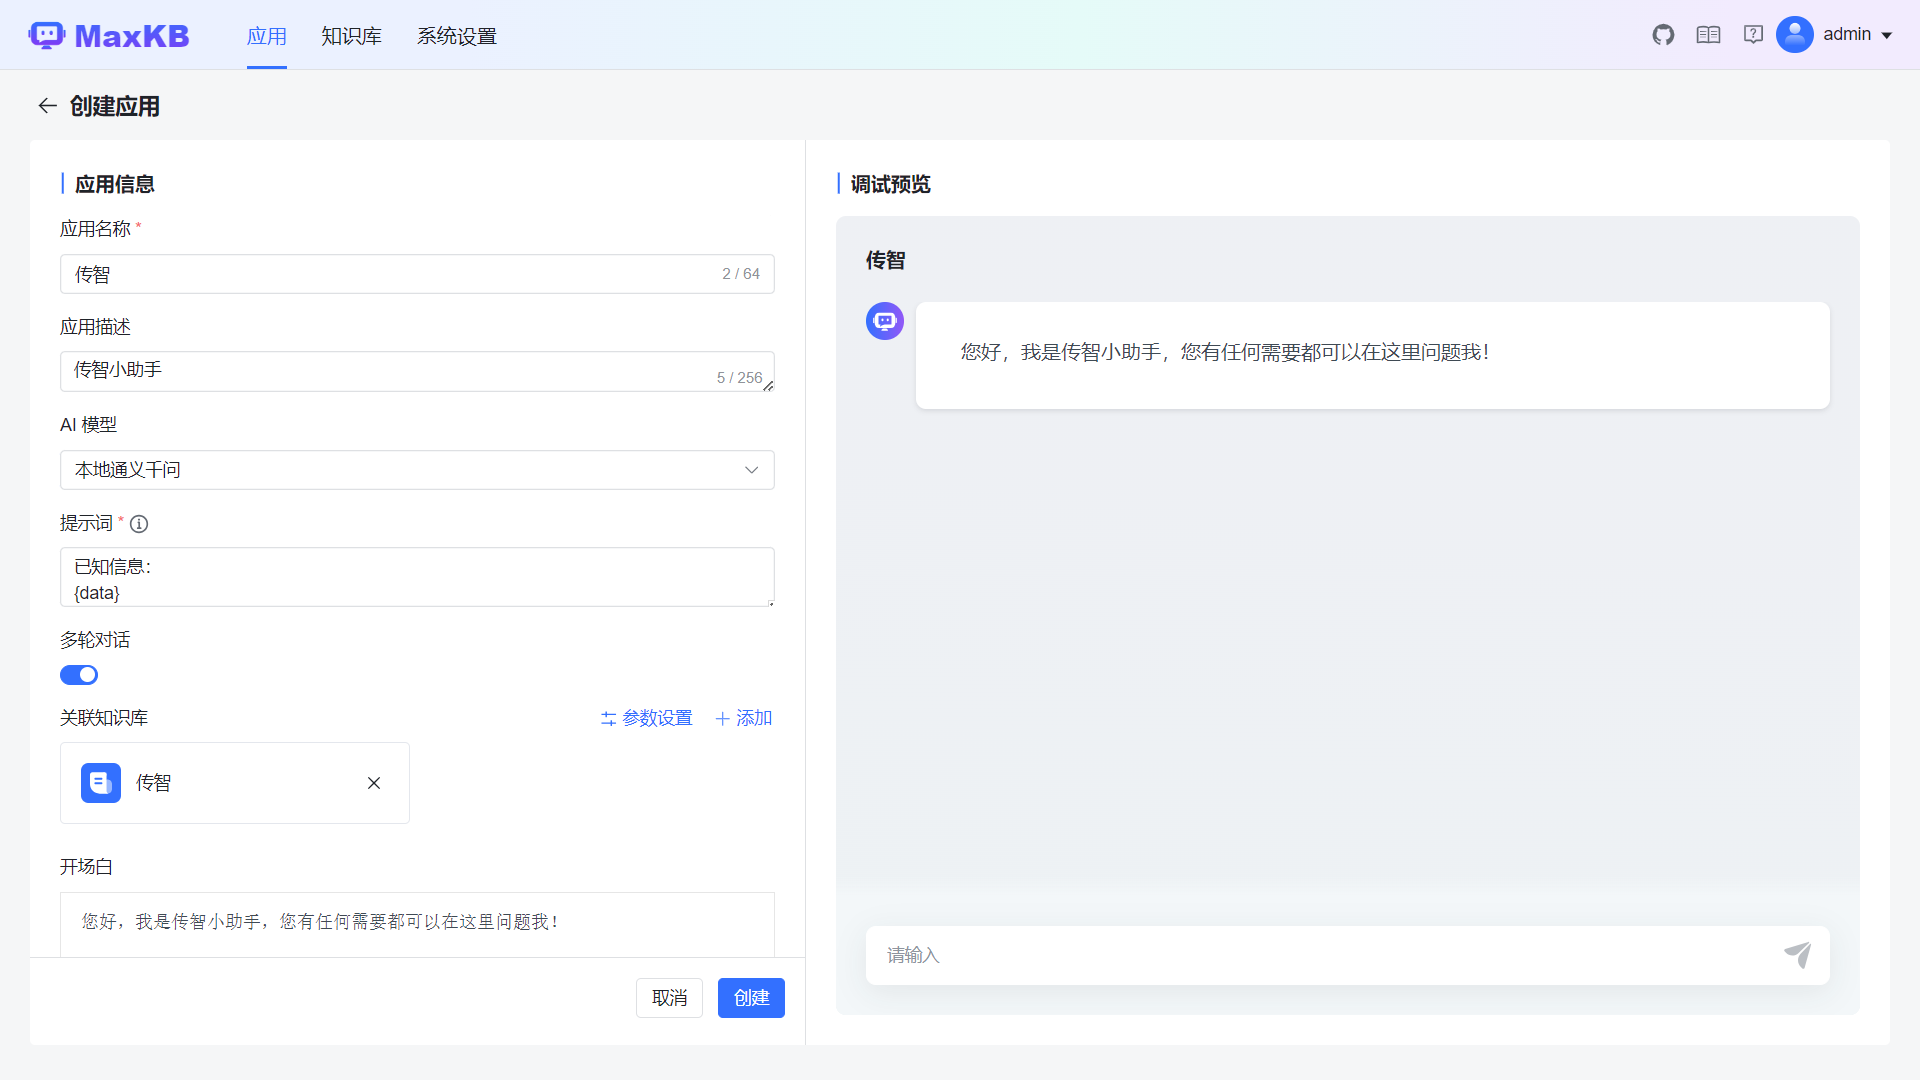 MaxKB
应用
知识库
系统设置
admin
创建应用
应用信息
应用名称 *
传智
2 / 64
应用描述
传智小助手
5 / 256
AI 模型
本地通义千问
提示词 *
已知信息：
{data}
多轮对话
关联知识库
参数设置
添加
传智
开场白
您好，我是传智小助手，您有任何需要都可以在这里问题我！
取消
创建
调试预览
传智
您好，我是传智小助手，您有任何需要都可以在这里问题我！
请输入